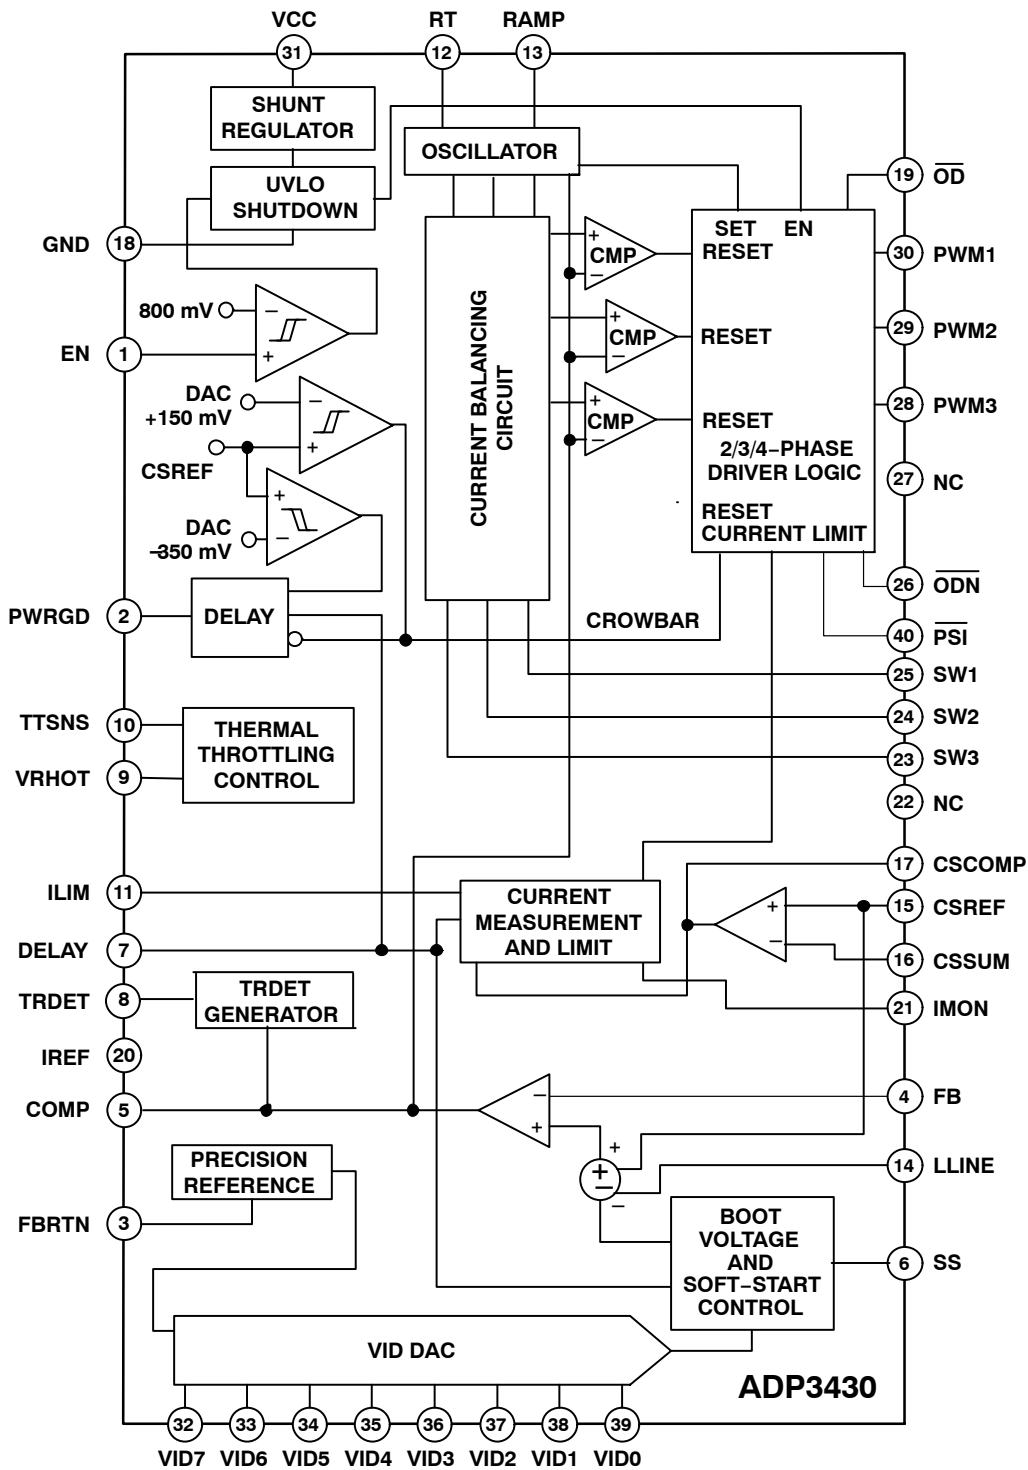 VCC RT RAMP
31 12 13
SHUNT
REGULATOR
OSCILLATOR
UVLO
SHUTDOWN
19 OD
GND 18
SET EN
RESET
+ CMP −
30 PWM1
800 mV −
EN 1 +
+ CMP −
RESET
29 PWM2
CURRENT BALANCING
CIRCUIT
DAC
+150 mV −
+ CMP −
RESET
28 PWM3
CSREF +
2/3/4−PHASE
DRIVER LOGIC
27 NC
+
DAC
−350 mV −
RESET
CURRENT LIMIT
26 ODN
PWRGD 2 DELAY
CROWBAR
40 PSI
25 SW1
24 SW2
23 SW3
22 NC
TTSNS 10
VRHOT 9
THERMAL
THROTTLING
CONTROL
17 CSCOMP
ILIM 11
CURRENT
MEASUREMENT
AND LIMIT
+ 15 CSREF
DELAY 7
− 16 CSSUM
TRDET 8
TRDET
GENERATOR
21 IMON
IREF 20
COMP 5
− 4 FB
+
+
+
−
−
14 LLINE
PRECISION
REFERENCE
FBRTN 3
BOOT
VOLTAGE
AND
SOFT−START
CONTROL
6 SS
VID DAC
ADP3430
32 33 34 35 36 37 38 39
VID7 VID6 VID5 VID4 VID3 VID2 VID1 VID0